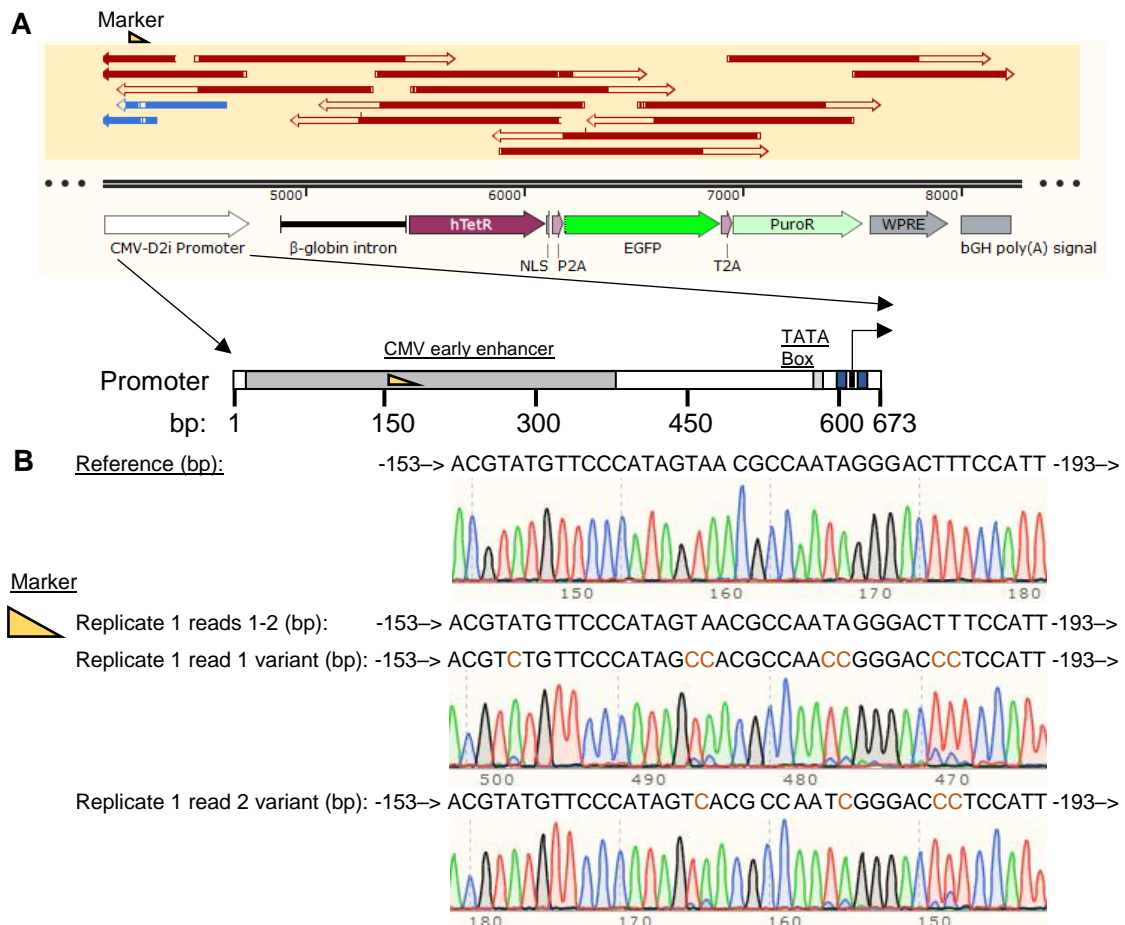 A
Marker
5000 6000 7000 8000
hTetR EGFP PuroR WPRE
CMV-D2i Promoter β-globin intron NLS P2A T2A bGH poly(A) signal
CMV early enhancer TATA
Box
Promoter
bp: 1 150 300 450 600 673
B Reference (bp): -153–> ACGTATGTTCCCATAGTAA CGCCAATAGGGACTTTCCATT -193–>
150 160 170 180
Marker
Replicate 1 reads 1-2 (bp): -153–> ACGTATGTTCCCATAGTAACGCCAATAGGGACTTTCCATT -193–>
Replicate 1 read 1 variant (bp): -153–> ACGTCTGTTCCCATAGCCACGCCAACCGGGACCCTCCATT -193–>
500 490 480 470
Replicate 1 read 2 variant (bp): -153–> ACGTATGTTCCCATAGTCACG CCAATCGGGACCCTCCATT -193–>
180 170 160 150